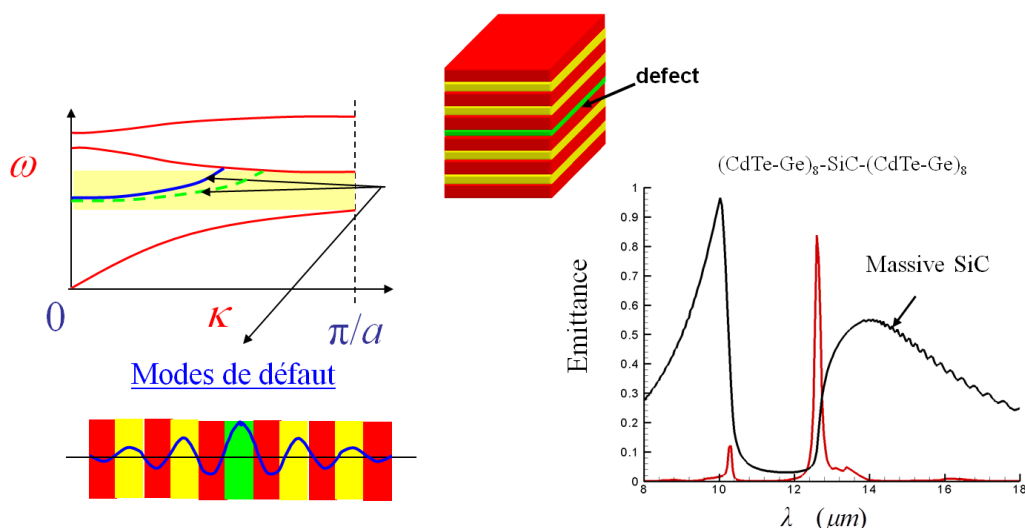 defect
ω
0
κ
π/a
Modes de défaut
(CdTe-Ge)₈-SiC-(CdTe-Ge)₈
Massive SiC
Emittance
1
0.9
0.8
0.7
0.6
0.5
0.4
0.3
0.2
0.1
0
8 10 12 14 16 18
λ (μm)